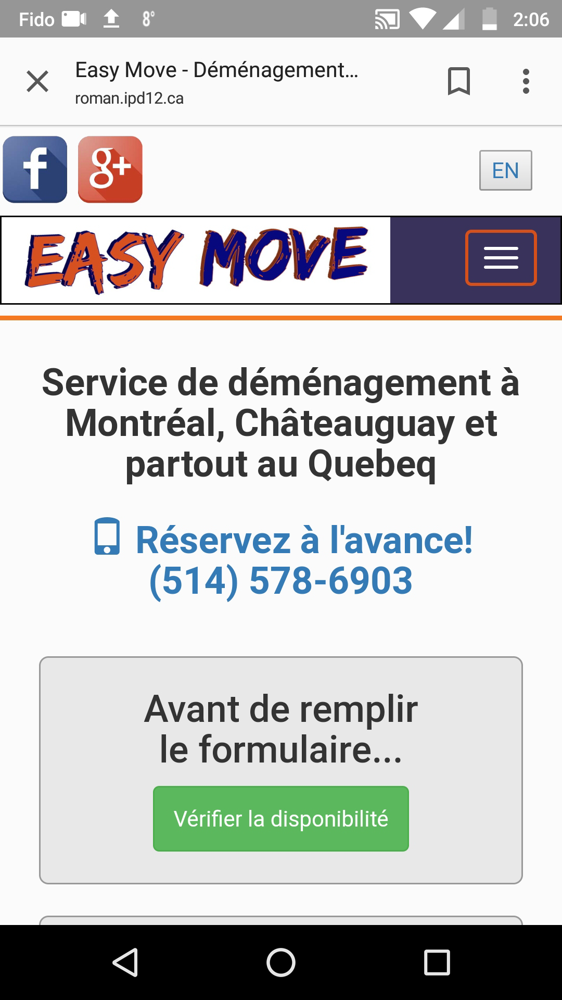 Fido 8° 2:06
Easy Move - Déménagement...
roman.ipd12.ca
f g+ EN
EASY MOVE
Service de déménagement à
Montréal, Châteauguay et
partout au Quebeq
Réservez à l'avance!
(514) 578-6903
Avant de remplir
le formulaire...
Vérifier la disponibilité